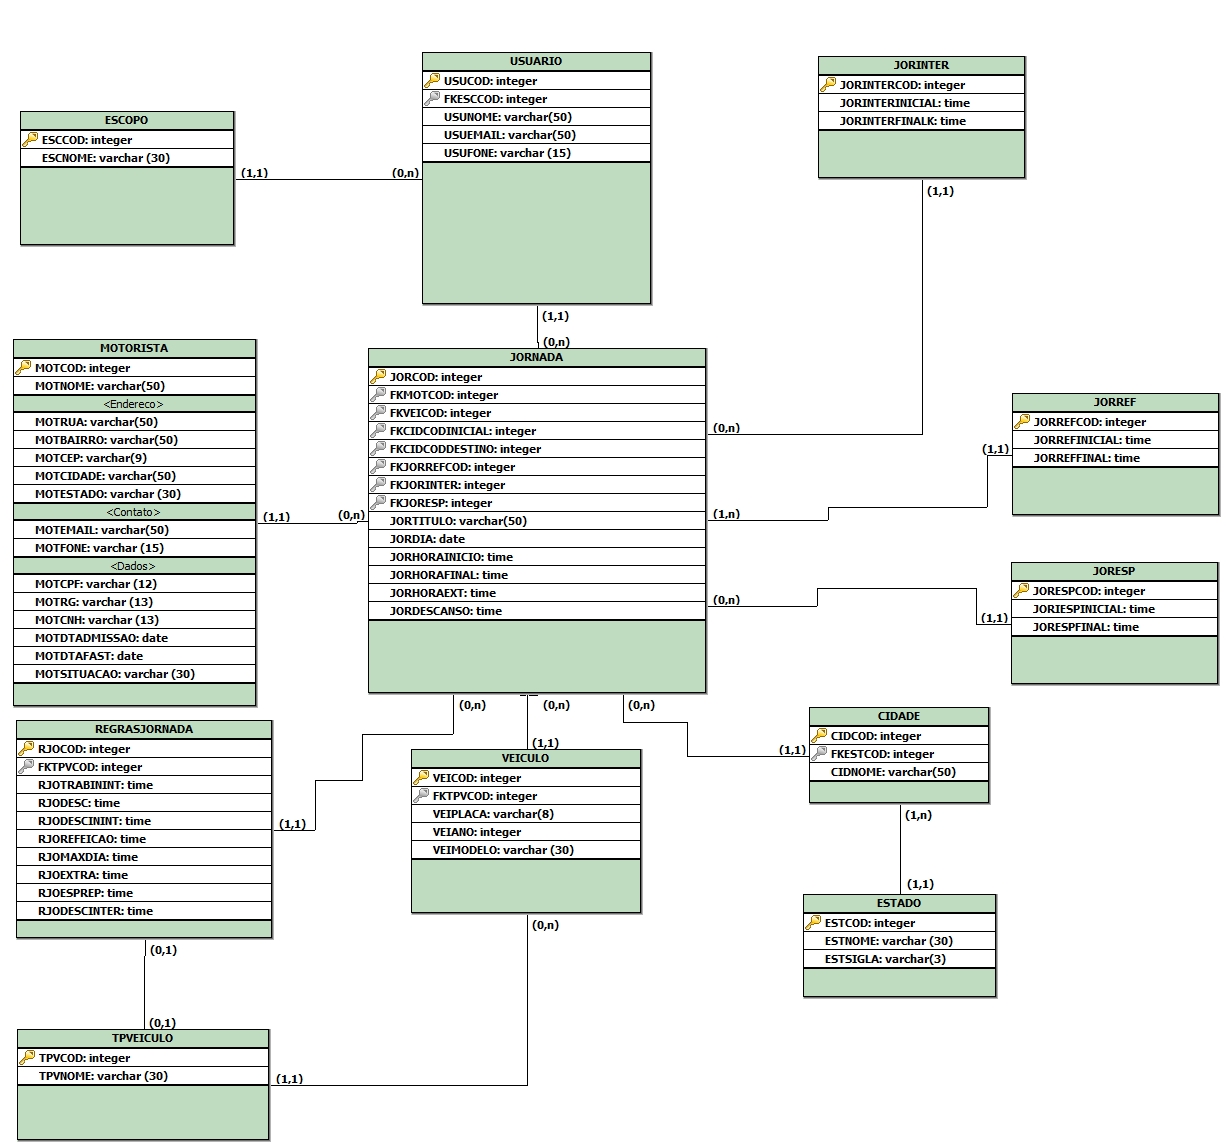 USUARIO
USUCOD: integer
FKESCCOD: integer
USUNOME: varchar(50)
USUEMAIL: varchar(50)
USUFONE: varchar (15)
JORINTER
JORINTERCOD: integer
JORINTERINICIAL: time
JORINTERFINALK: time
ESCOPO
ESCCOD: integer
ESCNOME: varchar (30)
(1,1)
(0,n)
(1,1)
(1,1)
(0,n)
MOTORISTA
MOTCOD: integer
MOTNOME: varchar(50)
<Endereco>
MOTRUA: varchar(50)
MOTBAIRRO: varchar(50)
MOTCEP: varchar(9)
MOTCIDADE: varchar(50)
MOTESTADO: varchar (30)
<Contato>
MOTEMAIL: varchar(50)
MOTFONE: varchar (15)
<Dados>
MOTCPF: varchar (12)
MOTRG: varchar (13)
MOTCNH: varchar (13)
MOTDTADMISSAO: date
MOTDTAFAST: date
MOTSITUACAO: varchar (30)
(1,1)
(0,n)
JORNADA
JORCOD: integer
FKMOTCOD: integer
FKVEICOD: integer
FKCIDCODINICIAL: integer
FKCIDCODDESTINO: integer
FKJORREFCOD: integer
FKJORINTER: integer
FKJORESP: integer
JORTITULO: varchar(50)
JORDIA: date
JORHORAINICIO: time
JORHORAFINAL: time
JORHORAEXT: time
JORDESCANSO: time
(0,n)
(1,n)
(0,n)
(1,1)
JORREF
JORREFCOD: integer
JORREFINICIAL: time
JORREFFINAL: time
(1,1)
JORESP
JORESPCOD: integer
JORIESPINICIAL: time
JORESPFINAL: time
(0,n)
(0,n)
(0,n)
REGRASJORNADA
RJOCOD: integer
FKTPVCOD: integer
RJOTRABININT: time
RJODESC: time
RJODESCININT: time
RJOREFEICAO: time
RJOMAXDIA: time
RJOEXTRA: time
RJOESPREP: time
RJODESCINTER: time
(1,1)
(1,1)
VEICULO
VEICOD: integer
FKTPVCOD: integer
VEIPLACA: varchar(8)
VEIANO: integer
VEIMODELO: varchar (30)
(1,1)
CIDADE
CIDCOD: integer
FKESTCOD: integer
CIDNOME: varchar(50)
(1,n)
(1,1)
ESTADO
ESTCOD: integer
ESTNOME: varchar (30)
ESTSIGLA: varchar(3)
(0,n)
(0,1)
(0,1)
TPVEICULO
TPVCOD: integer
TPVNOME: varchar (30)
(1,1)